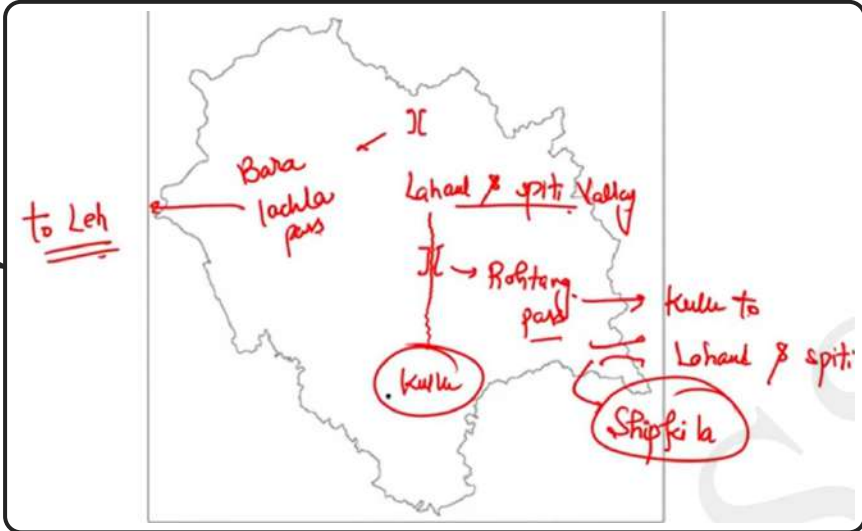 Bara
lachla
pass
to Leh
Lahaul & spiti Valley
Rohtang
pass
Kullu to
Lahaul & spiti
Kullu
Shipki la